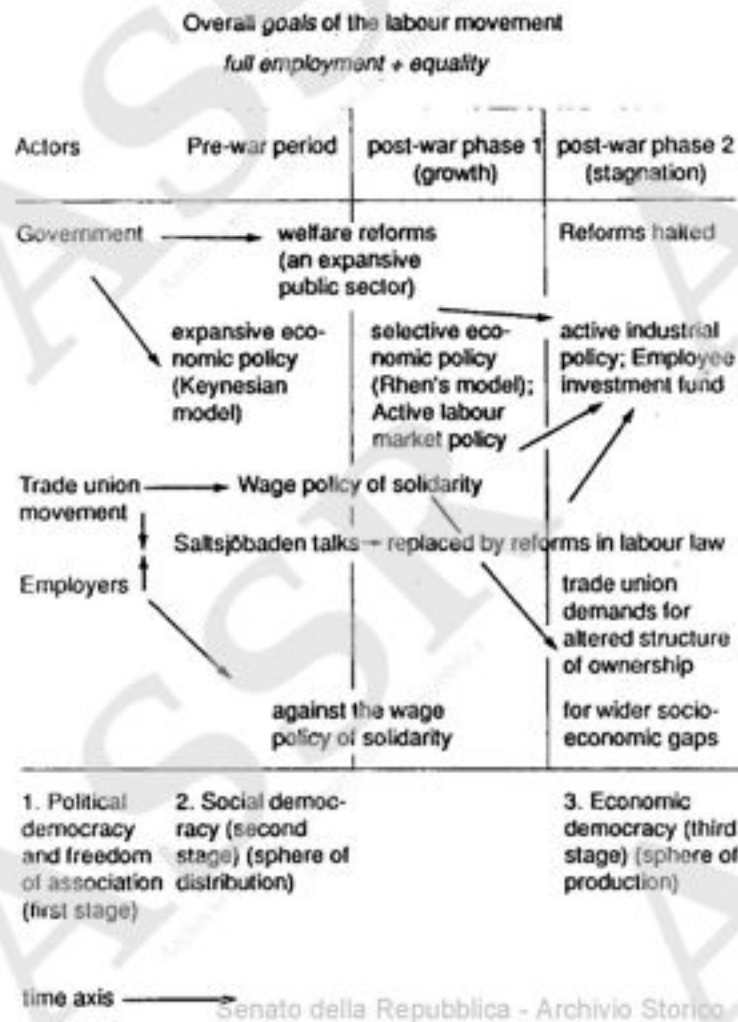 Overall goals of the labour movement
full employment + equality
Actors
Pre-war period
post-war phase 1
(growth)
post-war phase 2
(stagnation)
Government
welfare reforms
(an expansive
public sector)
Reforms halted
expansive eco-
nomic policy
(Keynesian
model)
selective eco-
nomic policy
(Rhen's model);
Active labour
market policy
active industrial
policy; Employee
investment fund
Trade union
movement
Wage policy of solidarity
Saltsjöbaden talks → replaced by reforms in labour law
Employers
trade union
demands for
altered structure
of ownership
against the wage
policy of solidarity
for wider socio-
economic gaps
1. Political
democracy
and freedom
of association
(first stage)
2. Social democ-
racy (second
stage) (sphere of
distribution)
3. Economic
democracy (third
stage) (sphere of
production)
time axis
Senato della Repubblica - Archivio Storico
ASSR